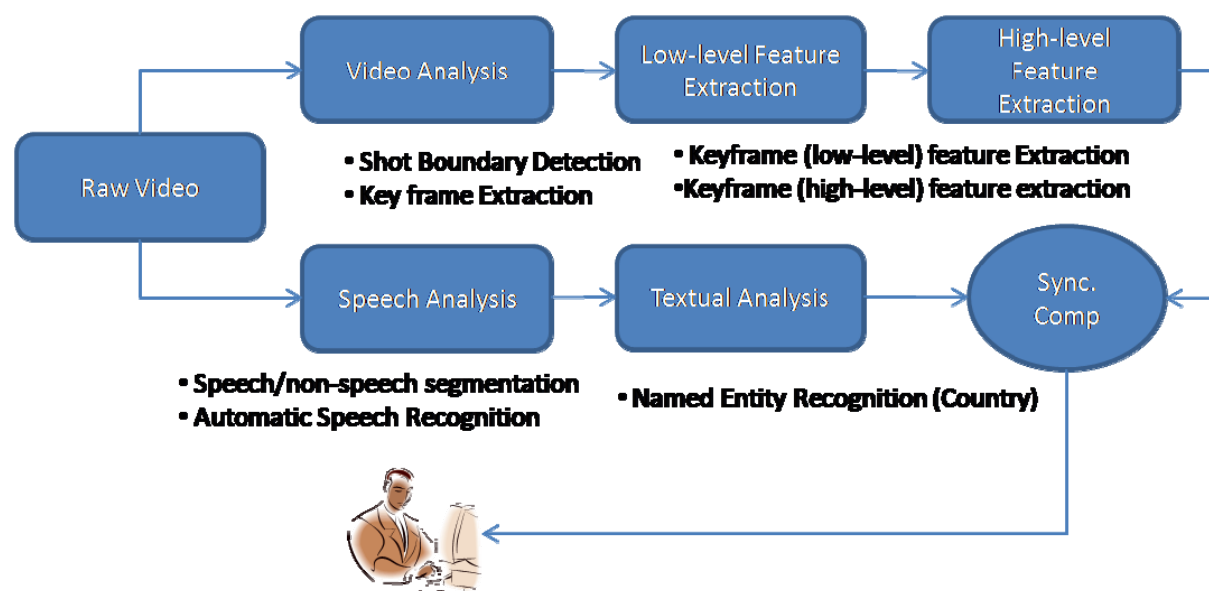 Video Analysis
Low-level Feature
Extraction
High-level
Feature
Extraction
Raw Video
• Shot Boundary Detection
• Key frame Extraction
• Keyframe (low-level) feature Extraction
•Keyframe (high-level) feature extraction
Speech Analysis
Textual Analysis
Sync.
Comp
• Speech/non-speech segmentation
• Automatic Speech Recognition
• Named Entity Recognition (Country)